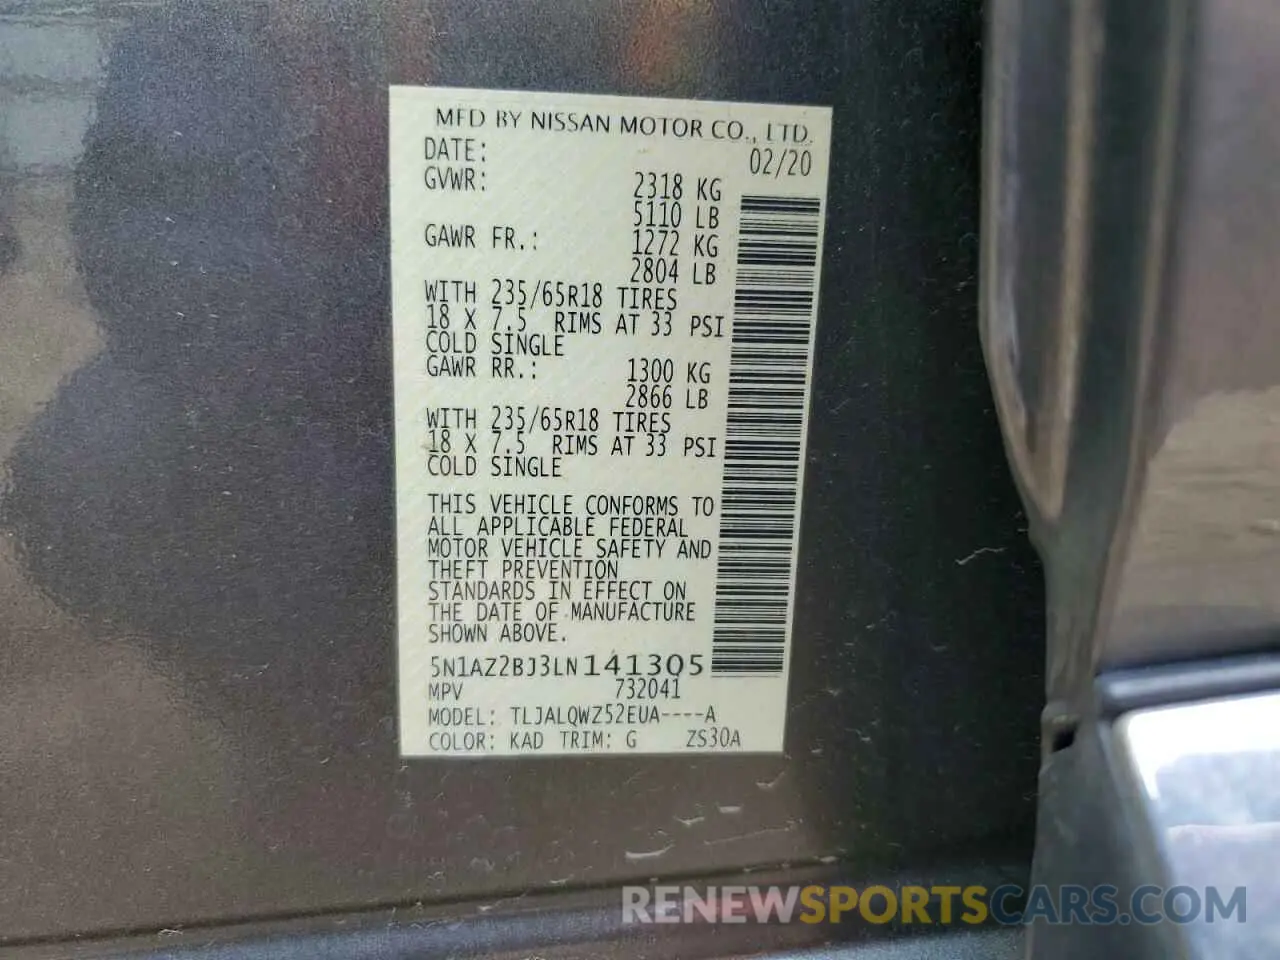 MFD BY NISSAN MOTOR CO., LTD.
DATE: 02/20
GVWR: 2318 KG
5110 LB
GAWR FR.: 1272 KG
2804 LB
WITH 235/65R18 TIRES
18 X 7.5 RIMS AT 33 PSI
COLD SINGLE
GAWR RR.: 1300 KG
2866 LB
WITH 235/65R18 TIRES
18 X 7.5 RIMS AT 33 PSI
COLD SINGLE
THIS VEHICLE CONFORMS TO
ALL APPLICABLE FEDERAL
MOTOR VEHICLE SAFETY AND
THEFT PREVENTION
STANDARDS IN EFFECT ON
THE DATE OF MANUFACTURE
SHOWN ABOVE.
5N1AZ2BJ3LN141305
MPV 732041
MODEL: TLJALQWZ52EUA----A
COLOR: KAD TRIM: G ZS30A
RENEWSPORTSCARS.COM